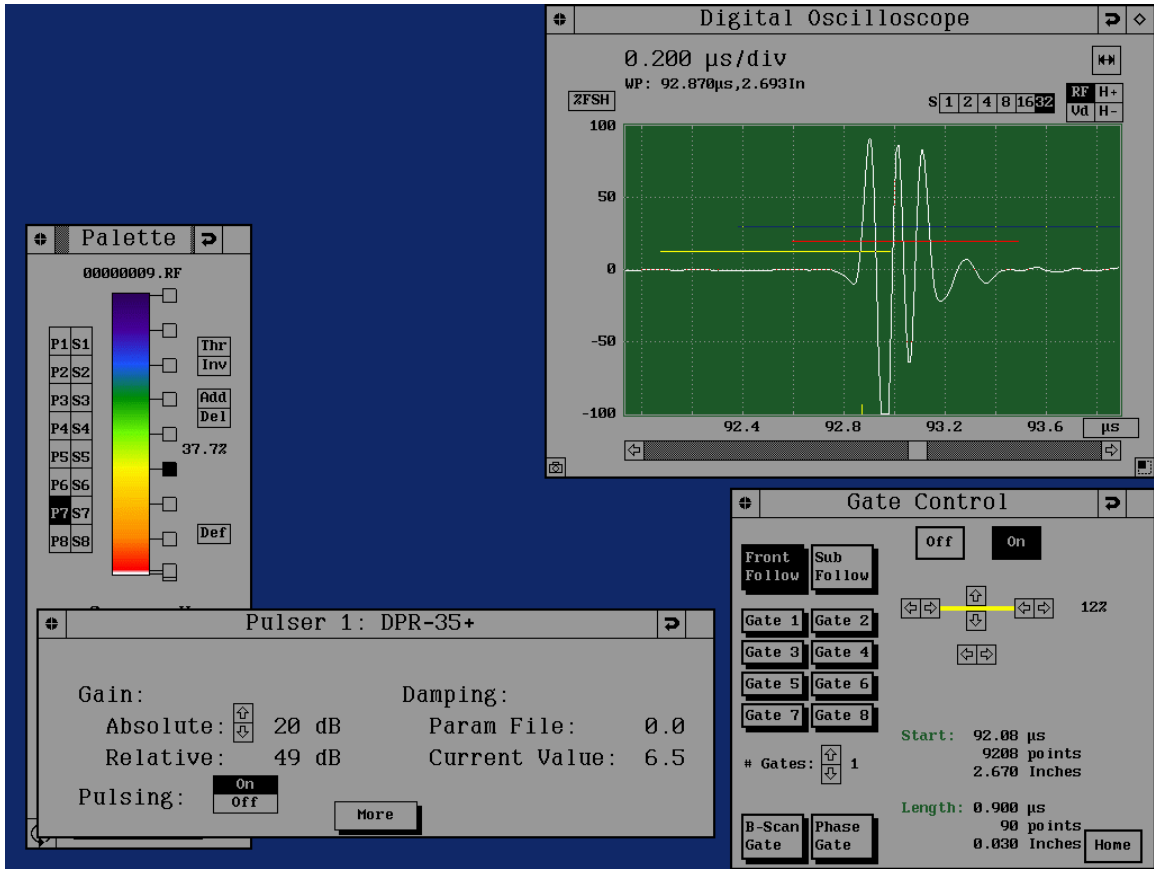 Digital Oscilloscope
0.200 µs/div
WP: 92.870µs,2.693In
%FSH
S 1 2 4 8 16 32
RF H+
Vd H-
100
50
0
-50
-100
92.4 92.8 93.2 93.6 µs
Palette
00000009.RF
P1 S1
P2 S2
P3 S3
P4 S4
P5 S5
P6 S6
P7 S7
P8 S8
Thr
Inv
Add
Del
37.7%
Def
Pulser 1: DPR-35+
Gain:
Absolute: 20 dB
Relative: 49 dB
Pulsing: On
Off
Damping:
Param File: 0.0
Current Value: 6.5
More
Gate Control
Off On
Front Follow
Sub Follow
12%
Gate 1 Gate 2
Gate 3 Gate 4
Gate 5 Gate 6
Gate 7 Gate 8
# Gates: 1
Start: 92.08 µs
9208 points
2.670 Inches
Length: 0.900 µs
90 points
0.030 Inches
B-Scan Gate
Phase Gate
Home